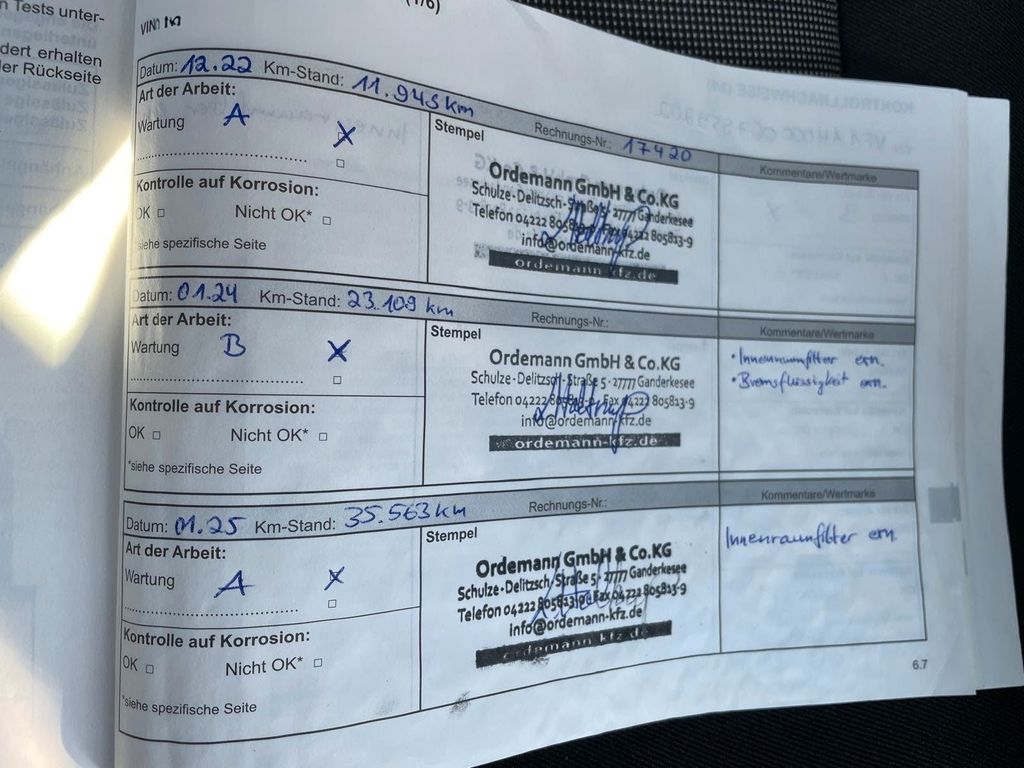 n Tests unter-
dert erhalten
er Rückseite
(1/6)
VIN
Datum: 12.22 Km-Stand: 11.945 km
Art der Arbeit:
Wartung A X
Kontrolle auf Korrosion:
OK □ Nicht OK* □
*siehe spezifische Seite
Stempel Rechnungs-Nr.: 17420
Ordemann GmbH & Co.KG
Schulze-Delitzsch-Straße 5 · 27777 Ganderkesee
Telefon 04222 805813-0 Fax 04222 805813-9
info@ordemann-kfz.de
ordemann-kfz.de
Kommentare/Wertmarke
Datum: 01.24 Km-Stand: 23.109 km
Art der Arbeit:
Wartung B X
Kontrolle auf Korrosion:
OK □ Nicht OK* □
*siehe spezifische Seite
Rechnungs-Nr.:
Stempel
Ordemann GmbH & Co.KG
Schulze-Delitzsch-Straße 5 · 27777 Ganderkesee
Telefon 04222 805813-0 Fax 04222 805813-9
info@ordemann-kfz.de
ordemann-kfz.de
Kommentare/Wertmarke
• Innenraumfilter ern.
• Bremsflüssigkeit ern.
Datum: 01.25 Km-Stand: 35.563 km
Art der Arbeit:
Wartung A X
Kontrolle auf Korrosion:
OK □ Nicht OK* □
*siehe spezifische Seite
Rechnungs-Nr.:
Stempel
Ordemann GmbH & Co.KG
Schulze-Delitzsch-Straße 5 · 27777 Ganderkesee
Telefon 04222 805813-0 Fax 04222 805813-9
info@ordemann-kfz.de
ordemann-kfz.de
Kommentare/Wertmarke
Innenraumfilter ern.
6.7